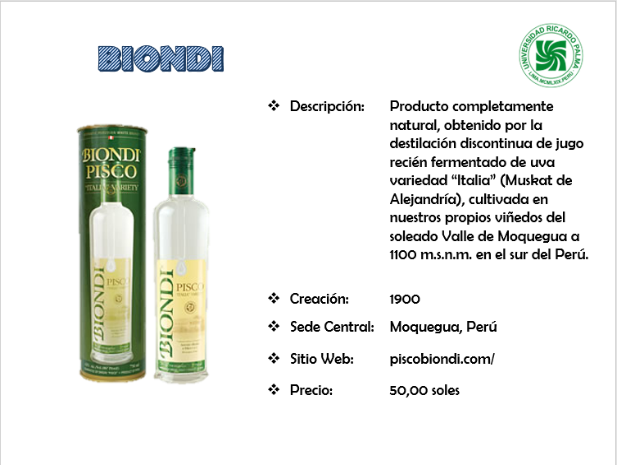 BIONDI
UNIVERSIDAD RICARDO PALMA
LIMA MCMLXIX PERÚ
❖ Descripción: Producto completamente
natural, obtenido por la
destilación discontinua de jugo
recién fermentado de uva
variedad “Italia” (Muskat de
Alejandría), cultivada en
nuestros propios viñedos del
soleado Valle de Moquegua a
1100 m.s.n.m. en el sur del Perú.
❖ Creación: 1900
❖ Sede Central: Moquegua, Perú
❖ Sitio Web: piscobiondi.com/
❖ Precio: 50,00 soles
BIONDI
PISCO
"ITALIA" VARIETY
BIONDI
BIONDI
PISCO